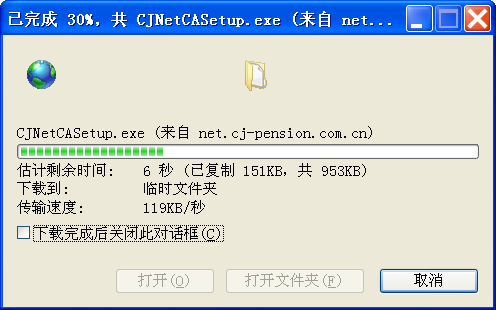 已完成 30%，共 CJNetCASetup.exe (来自 net...
CJNetCASetup.exe (来自 net.cj-pension.com.cn)
估计剩余时间: 6 秒 (已复制 151KB，共 953KB)
下载到: 临时文件夹
传输速度: 119KB/秒
下载完成后关闭此对话框(C)
打开(O) 打开文件夹(F) 取消